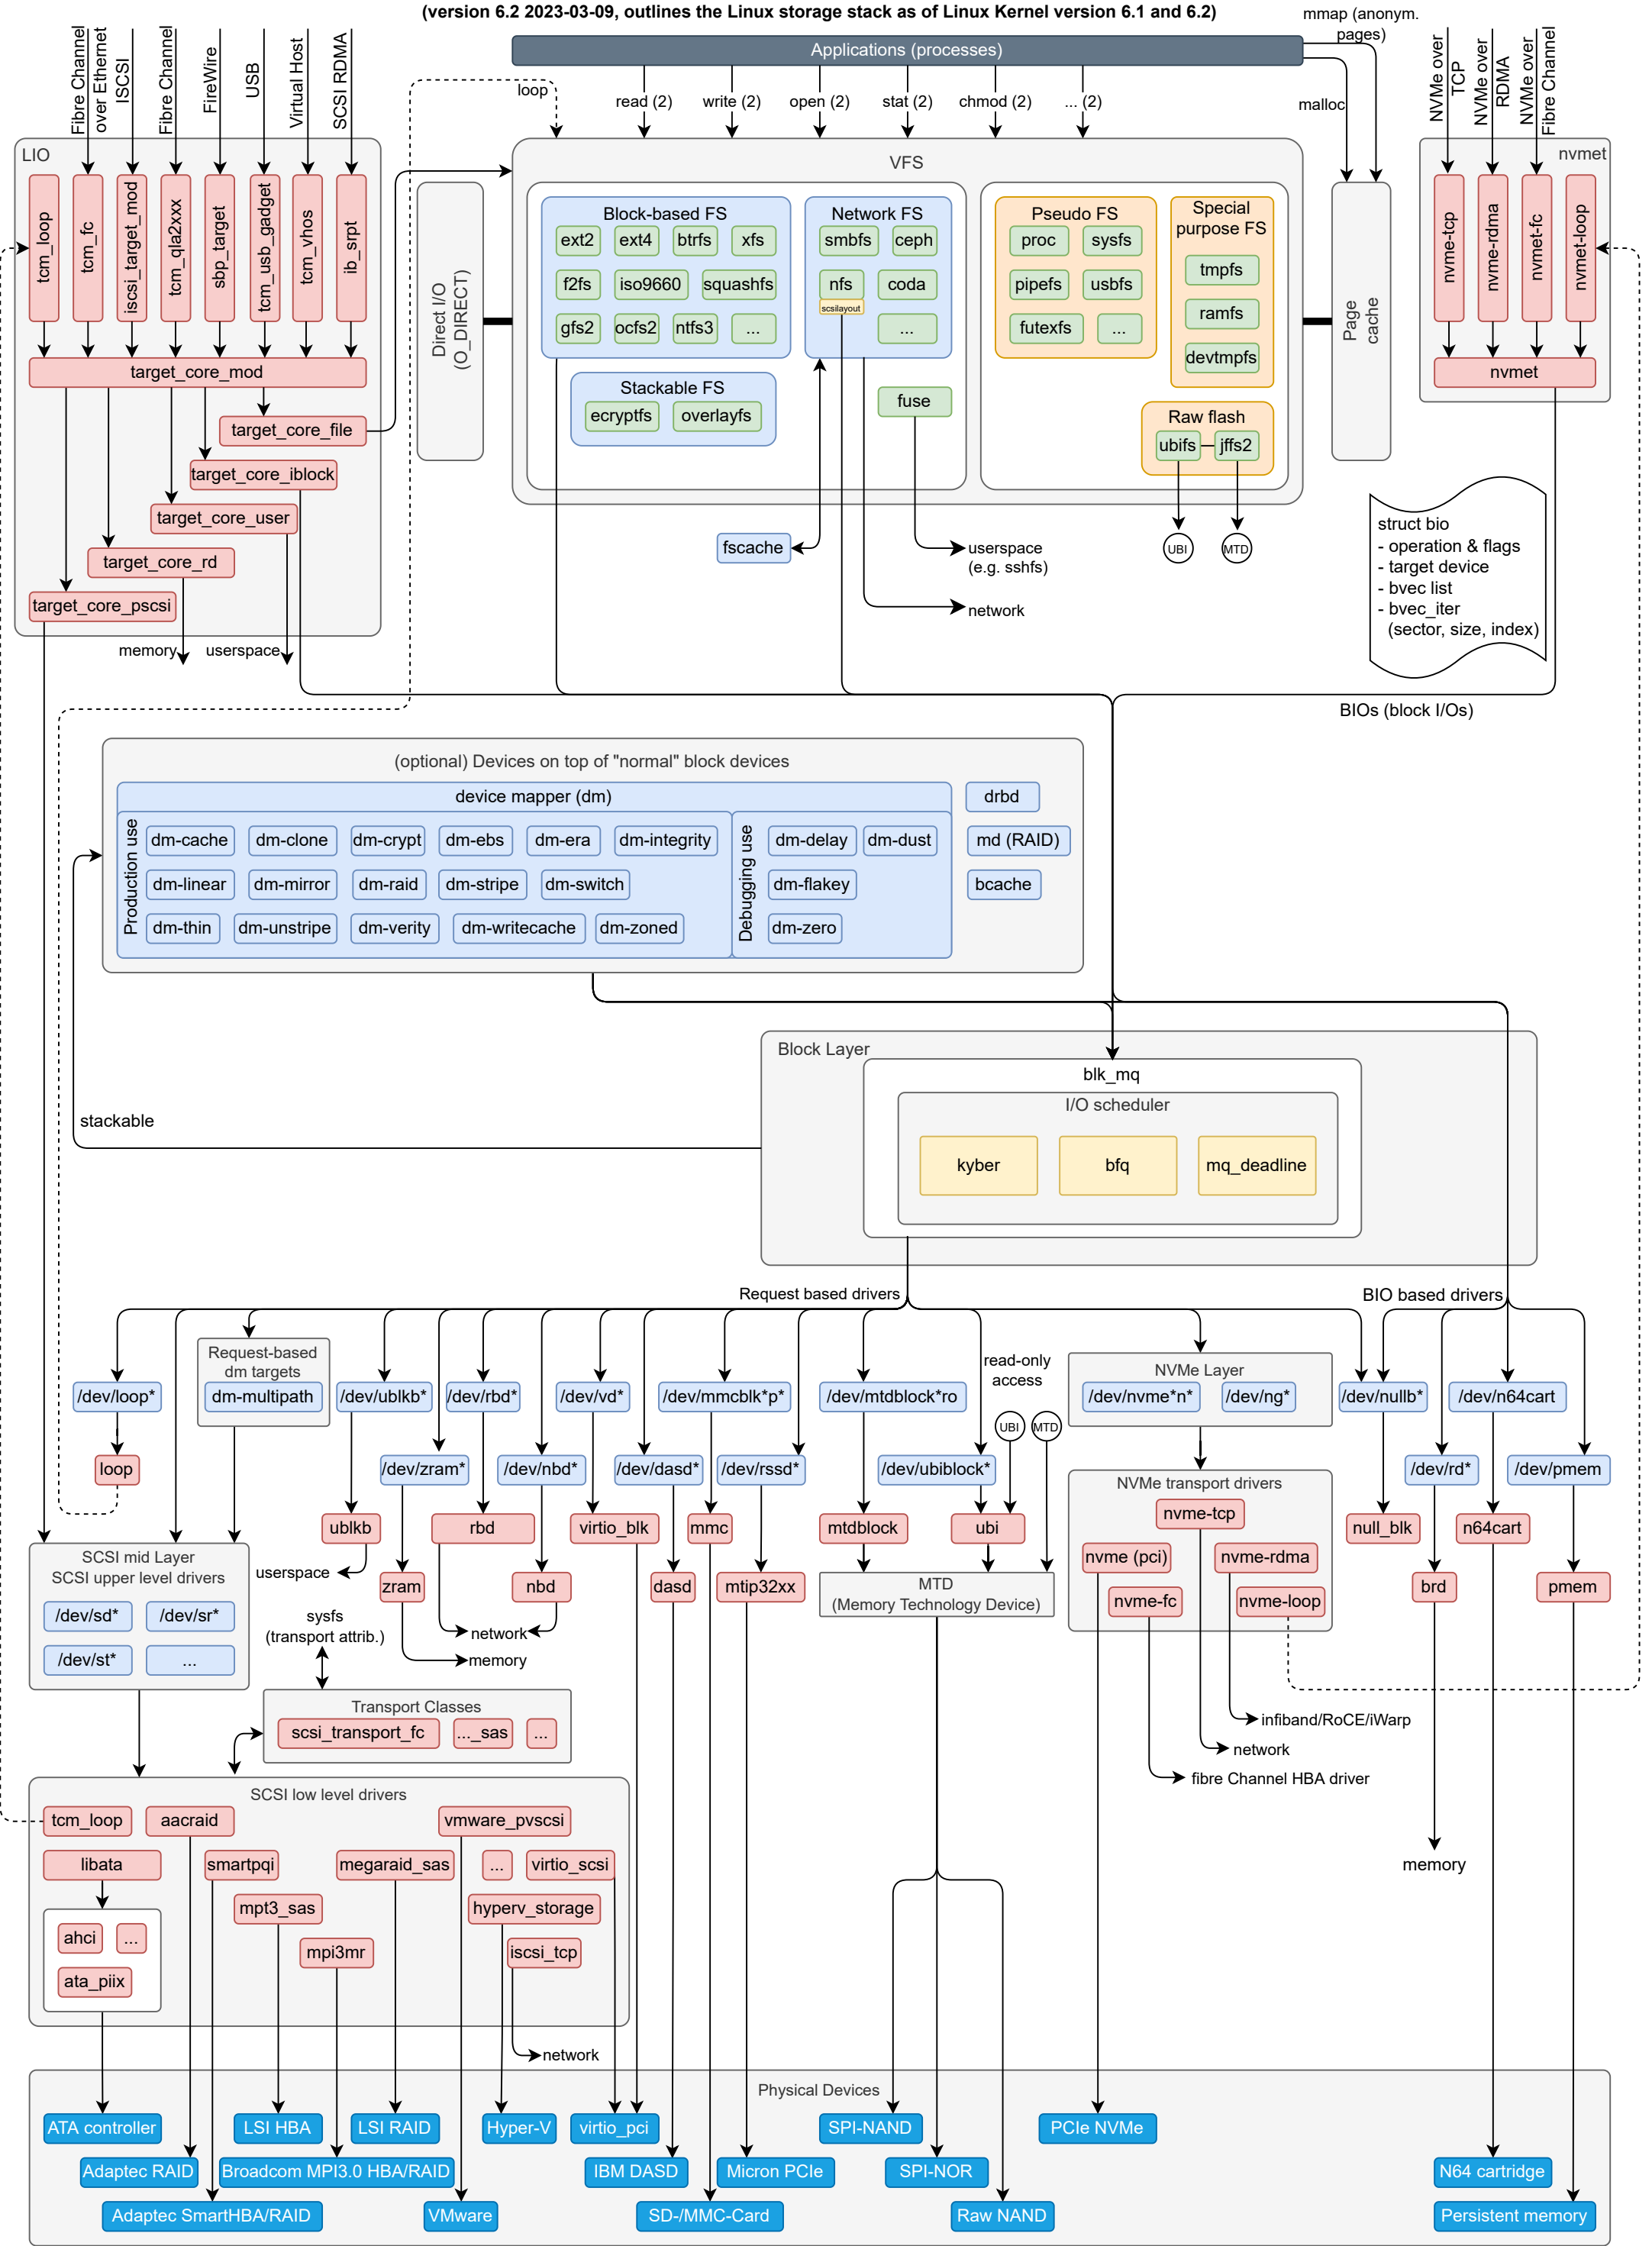 (version 6.2 2023-03-09, outlines the Linux storage stack as of Linux Kernel version 6.1 and 6.2)
mmap (anonym.
pages)
Applications (processes)
malloc
loop
read (2)
write (2)
open (2)
stat (2)
chmod (2)
... (2)
Fibre Channel
over Ethernet
ISCSI
Fibre Channel
FireWire
USB
Virtual Host
SCSI RDMA
NVMe over
TCP
NVMe over
RDMA
NVMe over
Fibre Channel
LIO
tcm_loop
tcm_fc
iscsi_target_mod
tcm_qla2xxx
sbp_target
tcm_usb_gadget
tcm_vhos
ib_srpt
target_core_mod
target_core_file
target_core_iblock
target_core_user
target_core_rd
target_core_pscsi
memory
userspace
Direct I/O
(O_DIRECT)
VFS
Block-based FS
ext2
ext4
btrfs
xfs
f2fs
iso9660
squashfs
gfs2
ocfs2
ntfs3
...
Stackable FS
ecryptfs
overlayfs
Network FS
smbfs
ceph
nfs
coda
scsilayout
...
fuse
Pseudo FS
proc
sysfs
pipefs
usbfs
futexfs
...
Special
purpose FS
tmpfs
ramfs
devtmpfs
Raw flash
ubifs
jffs2
Page
cache
nvmet
nvme-tcp
nvme-rdma
nvmet-fc
nvmet-loop
nvmet
fscache
userspace
(e.g. sshfs)
network
UBI
MTD
struct bio
- operation & flags
- target device
- bvec list
- bvec_iter
(sector, size, index)
BIOs (block I/Os)
(optional) Devices on top of "normal" block devices
device mapper (dm)
Production use
dm-cache
dm-clone
dm-crypt
dm-ebs
dm-era
dm-integrity
dm-linear
dm-mirror
dm-raid
dm-stripe
dm-switch
dm-thin
dm-unstripe
dm-verity
dm-writecache
dm-zoned
Debugging use
dm-delay
dm-dust
dm-flakey
dm-zero
drbd
md (RAID)
bcache
stackable
Block Layer
blk_mq
I/O scheduler
kyber
bfq
mq_deadline
Request based drivers
BIO based drivers
/dev/loop*
loop
Request-based
dm targets
dm-multipath
/dev/ublkb*
/dev/rbd*
/dev/vd*
/dev/mmcblk*p*
/dev/mtdblock*ro
read-only
access
NVMe Layer
/dev/nvme*n*
/dev/ng*
/dev/nullb*
/dev/n64cart
/dev/zram*
/dev/nbd*
/dev/dasd*
/dev/rssd*
/dev/ubiblock*
UBI
MTD
/dev/rd*
/dev/pmem
ublkb
rbd
virtio_blk
mmc
mtdblock
ubi
null_blk
n64cart
userspace
zram
nbd
dasd
mtip32xx
MTD
(Memory Technology Device)
brd
pmem
network
memory
NVMe transport drivers
nvme-tcp
nvme (pci)
nvme-rdma
nvme-fc
nvme-loop
infiband/RoCE/iWarp
network
fibre Channel HBA driver
memory
SCSI mid Layer
SCSI upper level drivers
/dev/sd*
/dev/sr*
/dev/st*
...
sysfs
(transport attrib.)
Transport Classes
scsi_transport_fc
..._sas
...
SCSI low level drivers
tcm_loop
aacraid
vmware_pvscsi
libata
smartpqi
megaraid_sas
...
virtio_scsi
mpt3_sas
hyperv_storage
ahci
...
mpi3mr
iscsi_tcp
ata_piix
network
Physical Devices
ATA controller
LSI HBA
LSI RAID
Hyper-V
virtio_pci
SPI-NAND
PCIe NVMe
Adaptec RAID
Broadcom MPI3.0 HBA/RAID
IBM DASD
Micron PCIe
SPI-NOR
N64 cartridge
Adaptec SmartHBA/RAID
VMware
SD-/MMC-Card
Raw NAND
Persistent memory